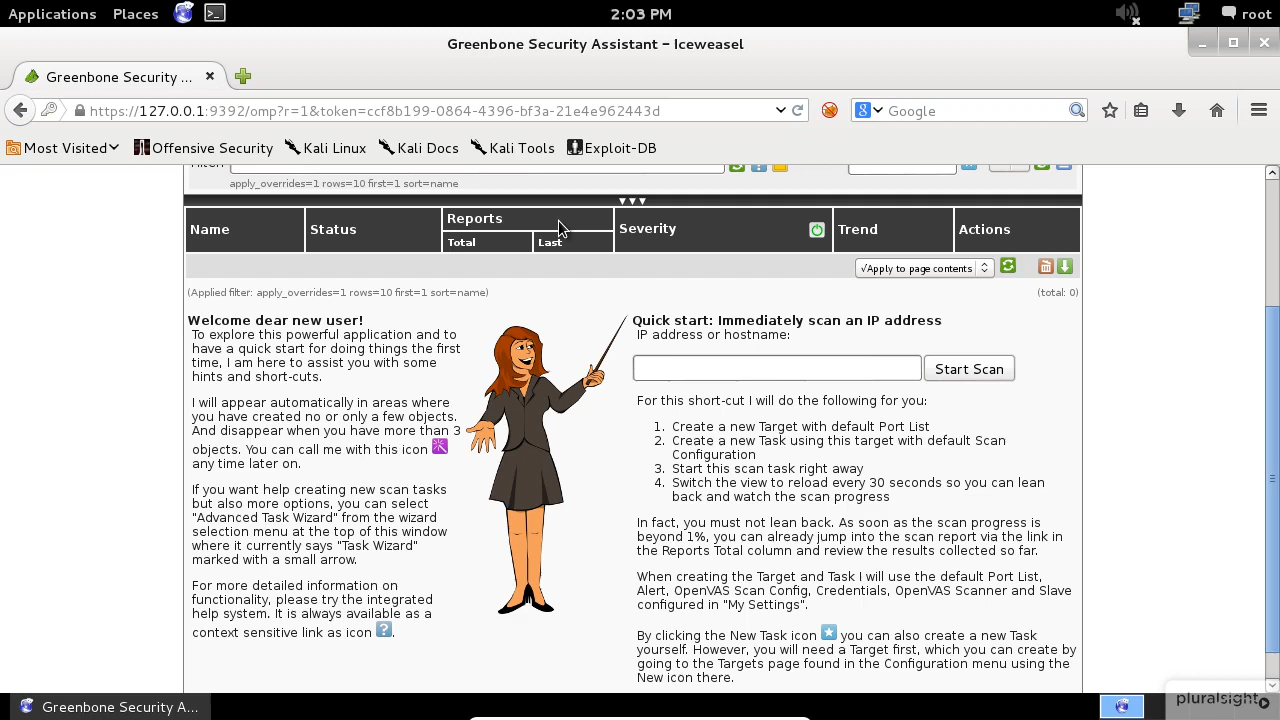 Applications Places 2:03 PM root
Greenbone Security Assistant – Iceweasel
Greenbone Security ...
https://127.0.0.1:9392/omp?r=1&token=ccf8b199-0864-4396-bf3a-21e4e962443d
Google
Most Visited Offensive Security Kali Linux Kali Docs Kali Tools Exploit-DB
apply_overrides=1 rows=10 first=1 sort=name
Name Status Reports Severity Trend Actions
Total Last
√Apply to page contents
(Applied filter: apply_overrides=1 rows=10 first=1 sort=name) (total: 0)
Welcome dear new user!
To explore this powerful application and to
have a quick start for doing things the first
time, I am here to assist you with some
hints and short-cuts.
I will appear automatically in areas where
you have created no or only a few objects.
And disappear when you have more than 3
objects. You can call me with this icon
any time later on.
If you want help creating new scan tasks
but also more options, you can select
"Advanced Task Wizard" from the wizard
selection menu at the top of this window
where it currently says "Task Wizard"
marked with a small arrow.
For more detailed information on
functionality, please try the integrated
help system. It is always available as a
context sensitive link as icon ?.
Quick start: Immediately scan an IP address
IP address or hostname:
Start Scan
For this short-cut I will do the following for you:
1. Create a new Target with default Port List
2. Create a new Task using this target with default Scan
Configuration
3. Start this scan task right away
4. Switch the view to reload every 30 seconds so you can lean
back and watch the scan progress
In fact, you must not lean back. As soon as the scan progress is
beyond 1%, you can already jump into the scan report via the link in
the Reports Total column and review the results collected so far.
When creating the Target and Task I will use the default Port List,
Alert, OpenVAS Scan Config, Credentials, OpenVAS Scanner and Slave
configured in "My Settings".
By clicking the New Task icon you can also create a new Task
yourself. However, you will need a Target first, which you can create by
going to the Targets page found in the Configuration menu using the
New icon there.
Greenbone Security A...
pluralsight